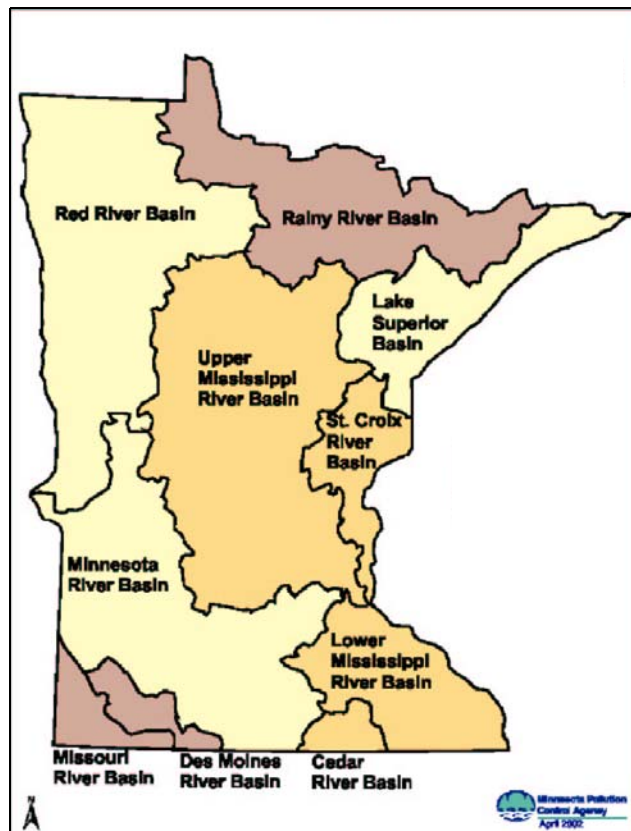 Red River Basin
Rainy River Basin
Lake
Superior
Basin
Upper
Mississippi
River Basin
St. Croix
River
Basin
Minnesota
River Basin
Lower
Mississippi
River Basin
Missouri
River Basin
Des Moines
River Basin
Cedar
River Basin
N
Minnesota Pollution
Control Agency
April 2002